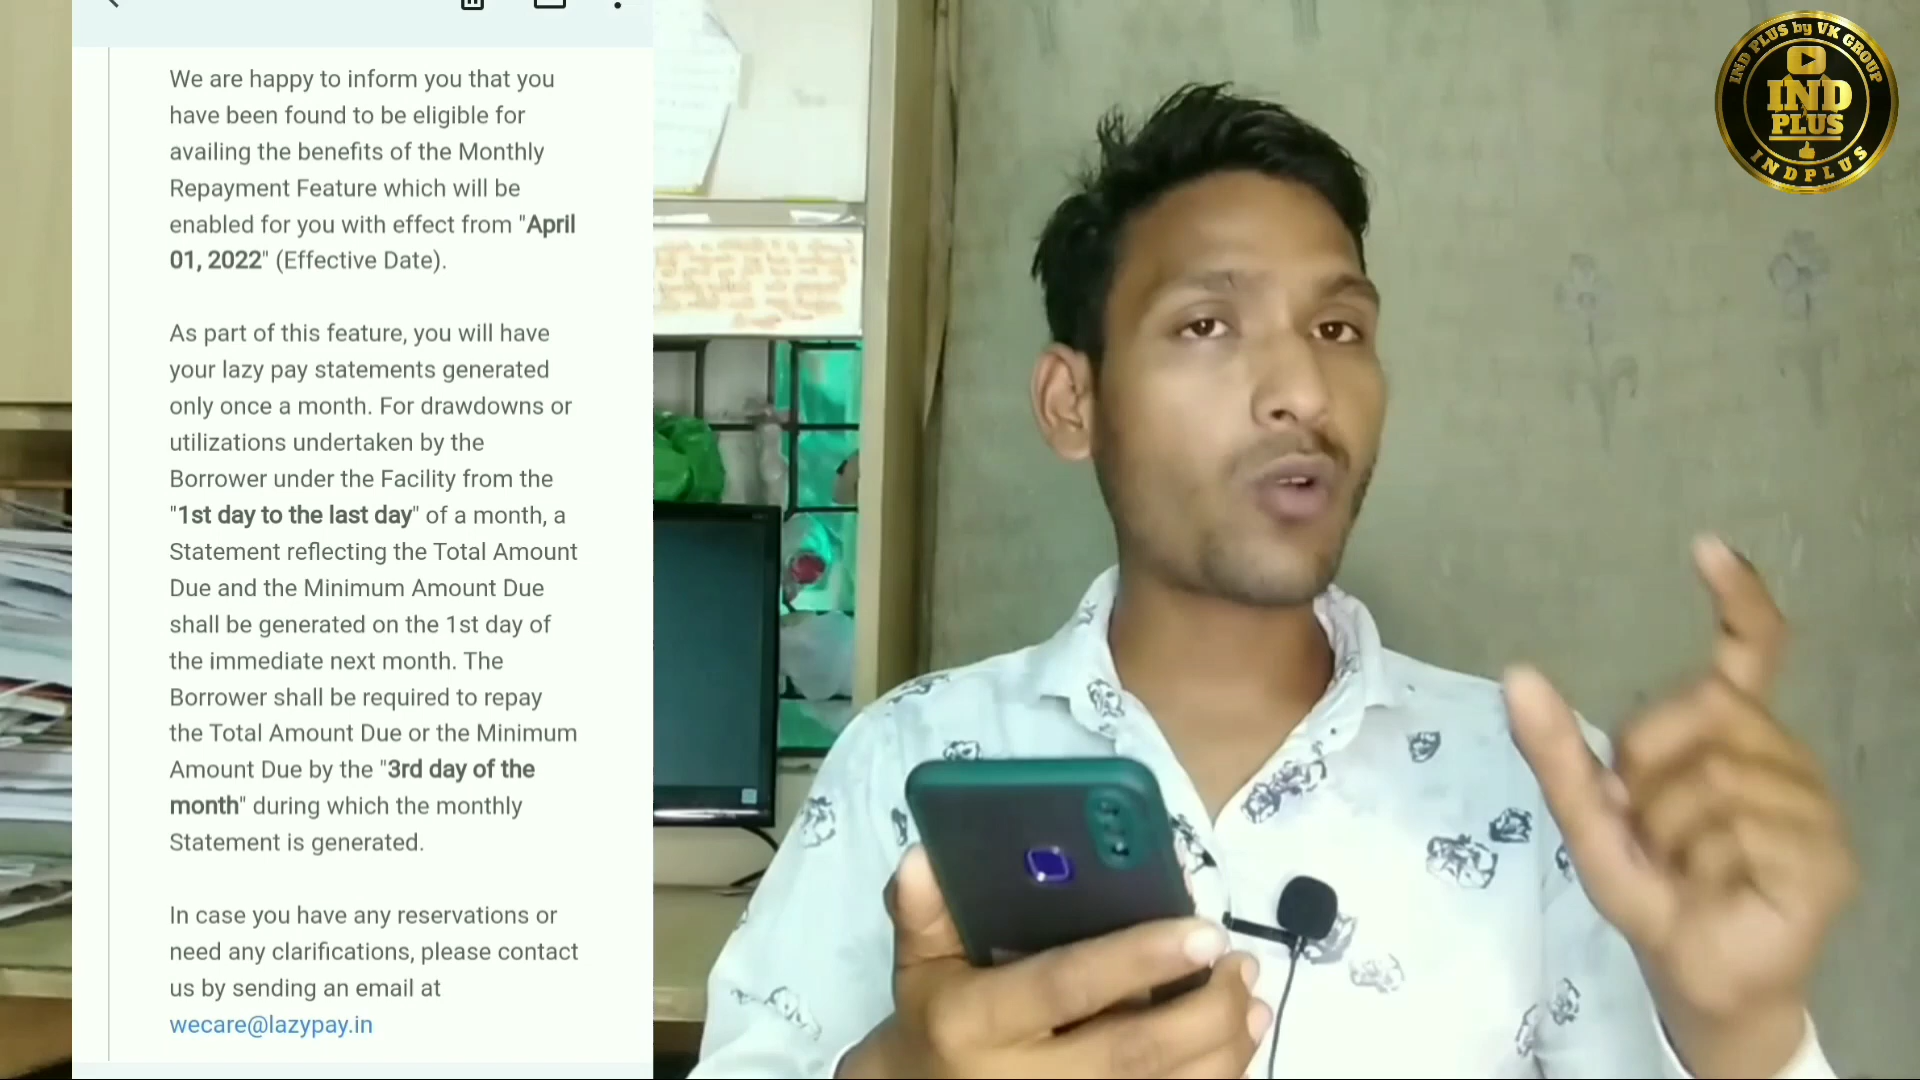 We are happy to inform you that you
have been found to be eligible for
availing the benefits of the Monthly
Repayment Feature which will be
enabled for you with effect from "April
01, 2022" (Effective Date).
As part of this feature, you will have
your lazy pay statements generated
only once a month. For drawdowns or
utilizations undertaken by the
Borrower under the Facility from the
"1st day to the last day" of a month, a
Statement reflecting the Total Amount
Due and the Minimum Amount Due
shall be generated on the 1st day of
the immediate next month. The
Borrower shall be required to repay
the Total Amount Due or the Minimum
Amount Due by the "3rd day of the
month" during which the monthly
Statement is generated.
In case you have any reservations or
need any clarifications, please contact
us by sending an email at
wecare@lazypay.in
IND PLUS by VK GROUP
IND
PLUS
INDPLUS